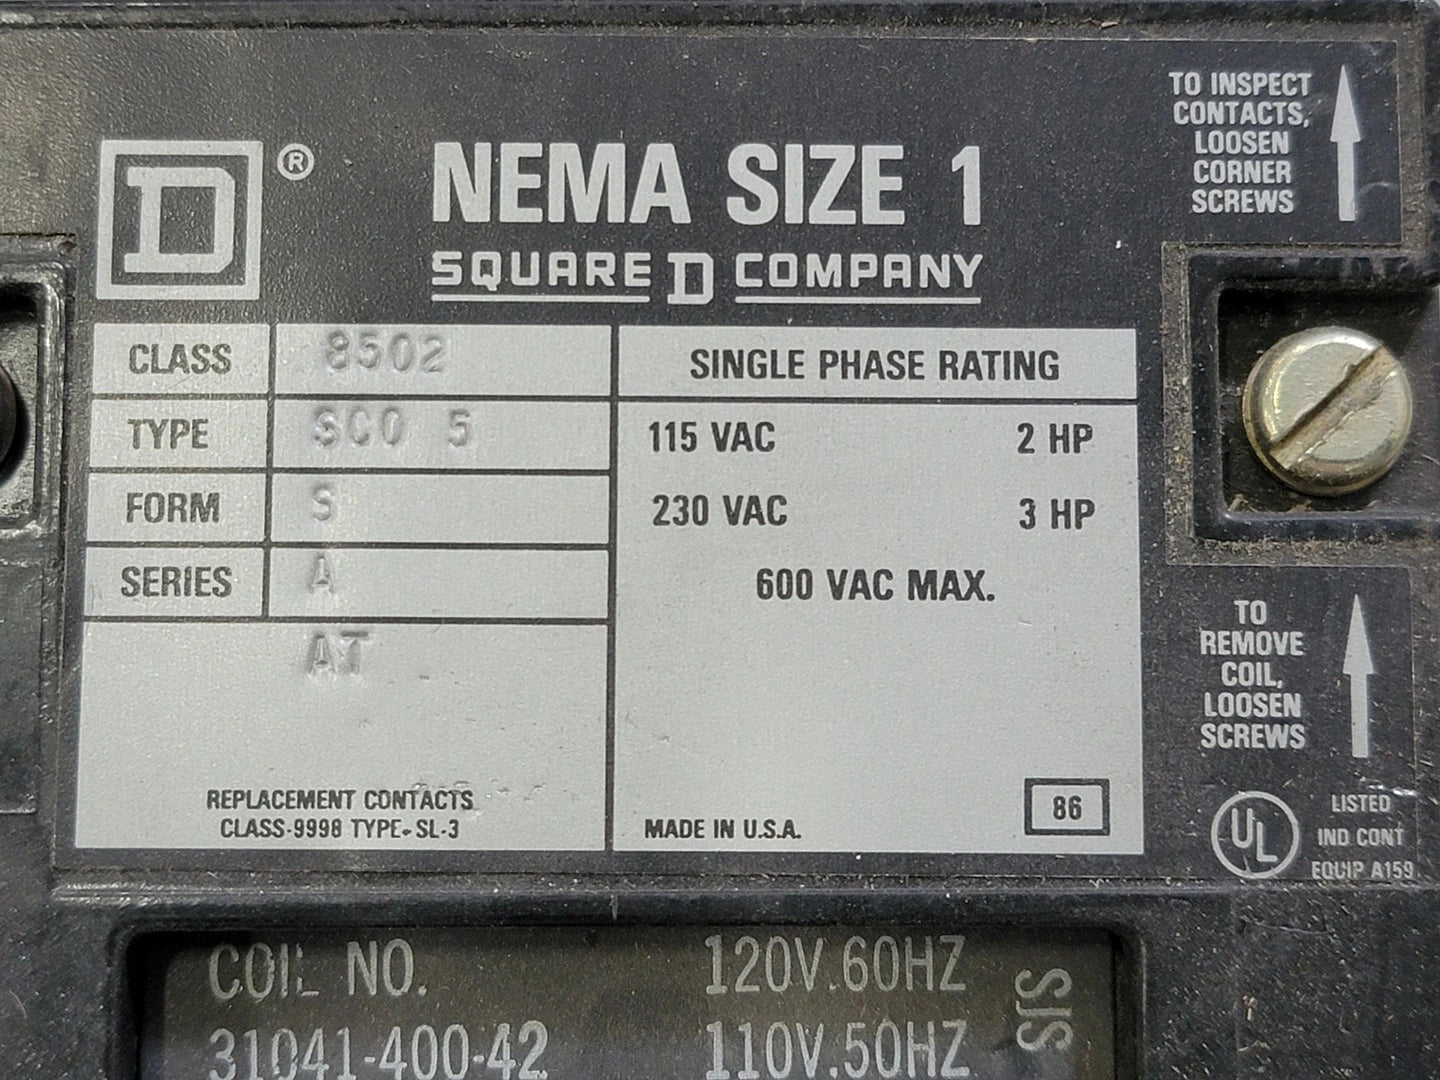 D ® NEMA SIZE 1
SQUARE D COMPANY
TO INSPECT
CONTACTS,
LOOSEN
CORNER
SCREWS
CLASS 8502
TYPE SCO 5
FORM S
SERIES A
AT
REPLACEMENT CONTACTS
CLASS-9998 TYPE-SL-3
SINGLE PHASE RATING
115 VAC 2 HP
230 VAC 3 HP
600 VAC MAX.
MADE IN U.S.A.
86
TO
REMOVE
COIL,
LOOSEN
SCREWS
UL
LISTED
IND CONT
EQUIP A159
COIL NO. 120V.60HZ
31041-400-42 110V.50HZ
SJS